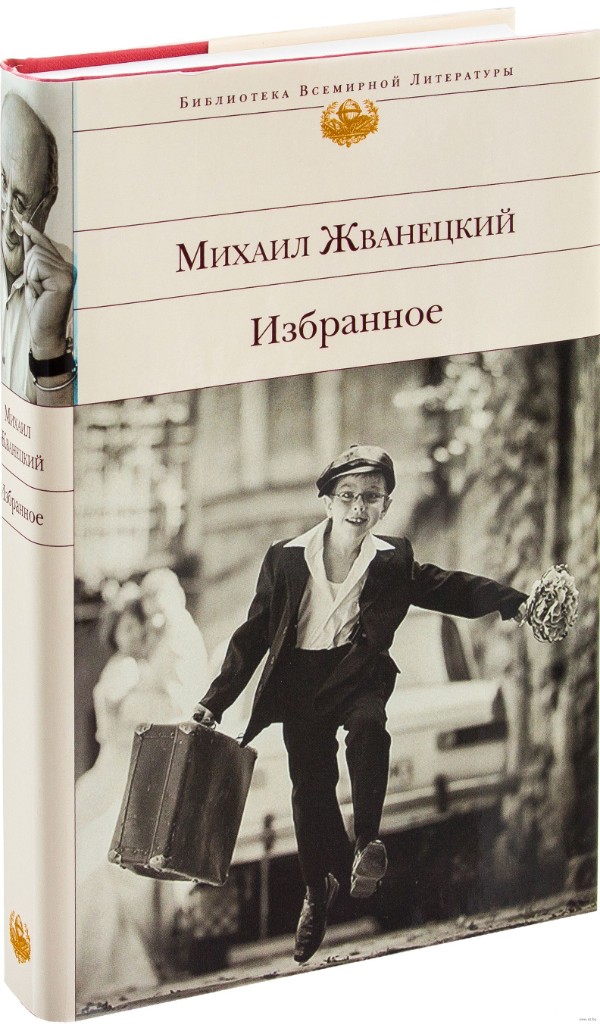 Библиотека Всемирной Литературы
Михаил Жванецкий
Избранное
Михаил
Жванецкий
Избранное